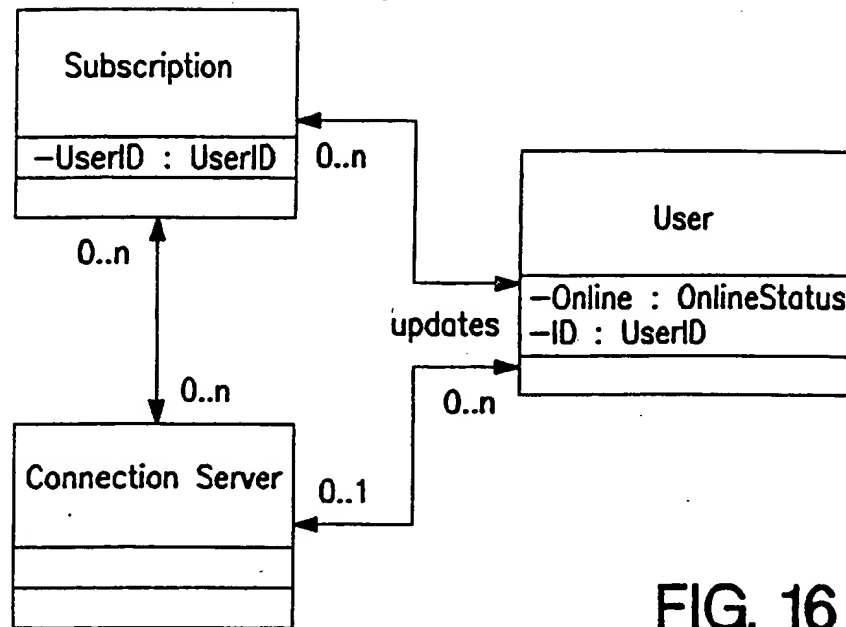 Subscription
-UserID : UserID
0..n
0..n
User
-Online : OnlineStatus
-ID : UserID
updates
0..n
0..n
Connection Server
0..1
FIG. 16